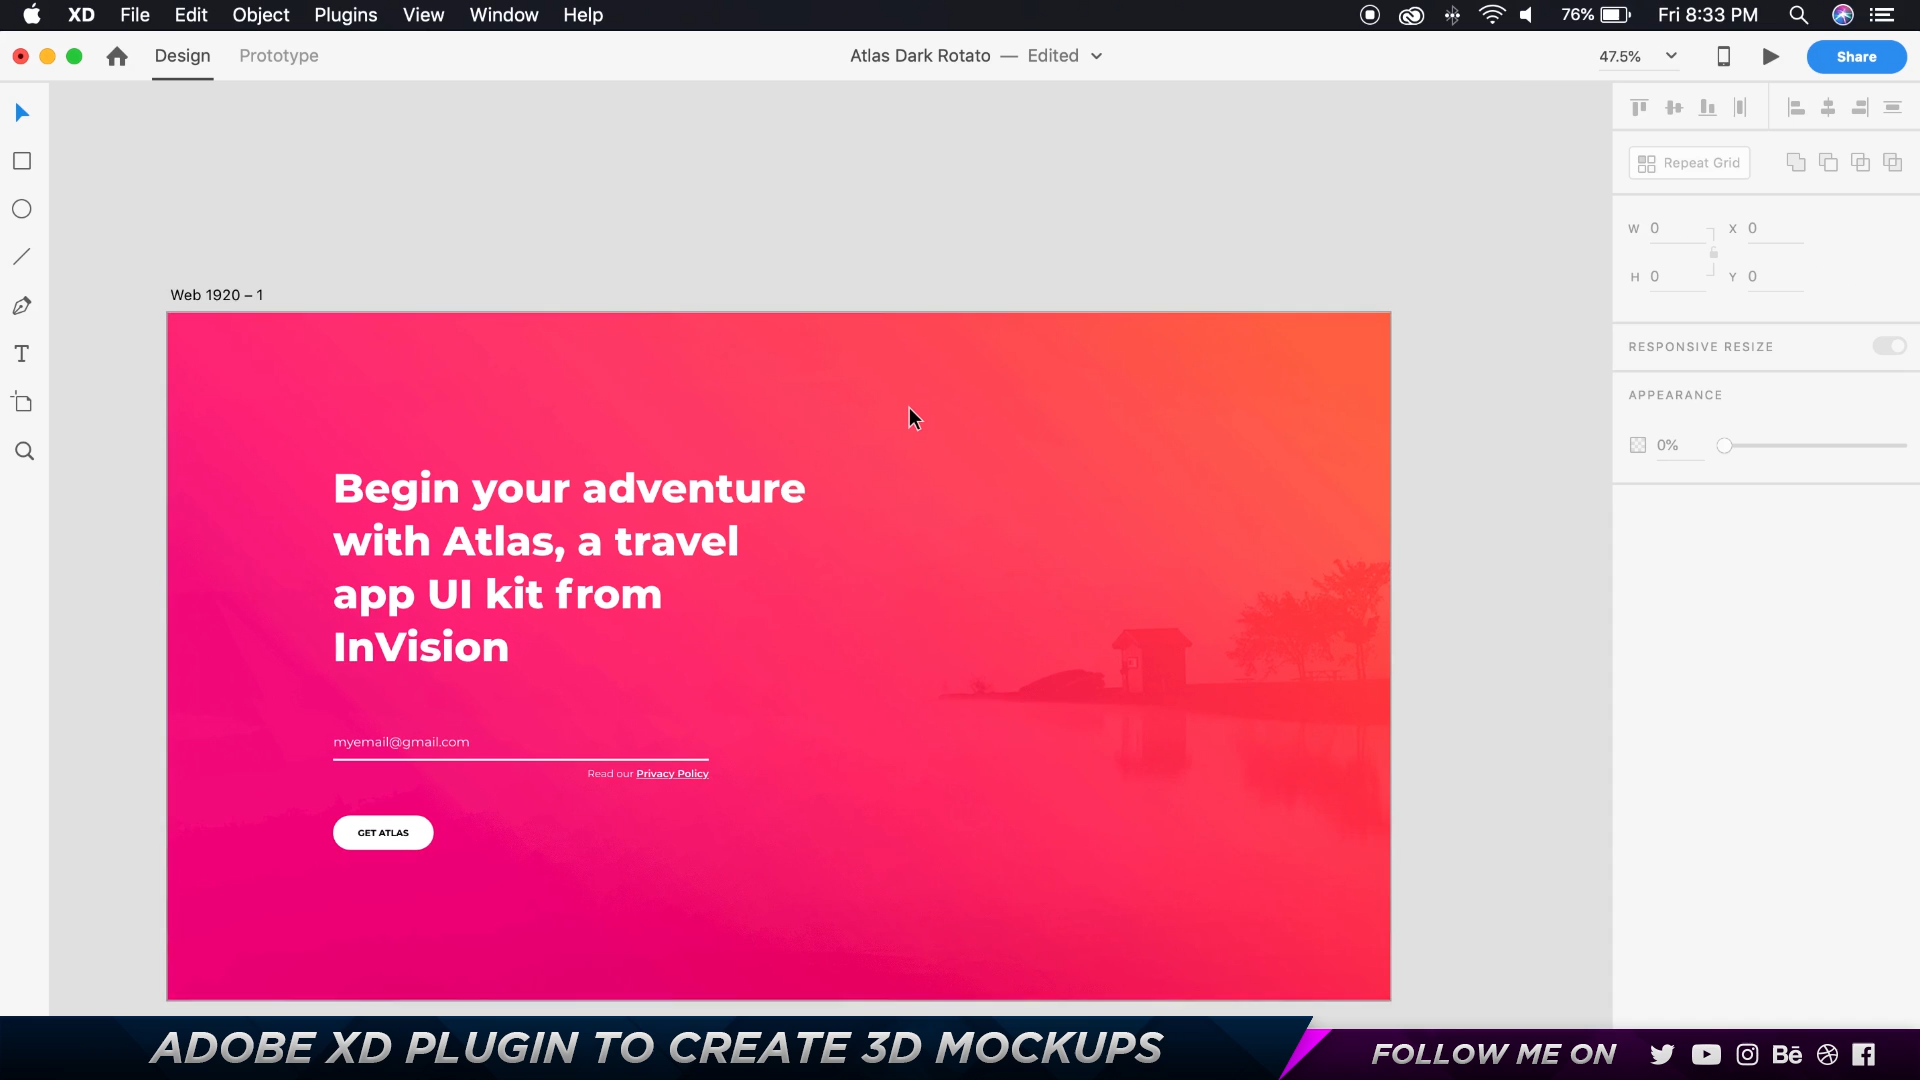 XD File Edit Object Plugins View Window Help
76% Fri 8:33 PM
Design Prototype
Atlas Dark Rotato — Edited
47.5%
Share
Repeat Grid
W 0 X 0
H 0 Y 0
RESPONSIVE RESIZE
APPEARANCE
0%
Web 1920 – 1
Begin your adventure
with Atlas, a travel
app UI kit from
InVision
myemail@gmail.com
Read our Privacy Policy
GET ATLAS
ADOBE XD PLUGIN TO CREATE 3D MOCKUPS
FOLLOW ME ON
Bē